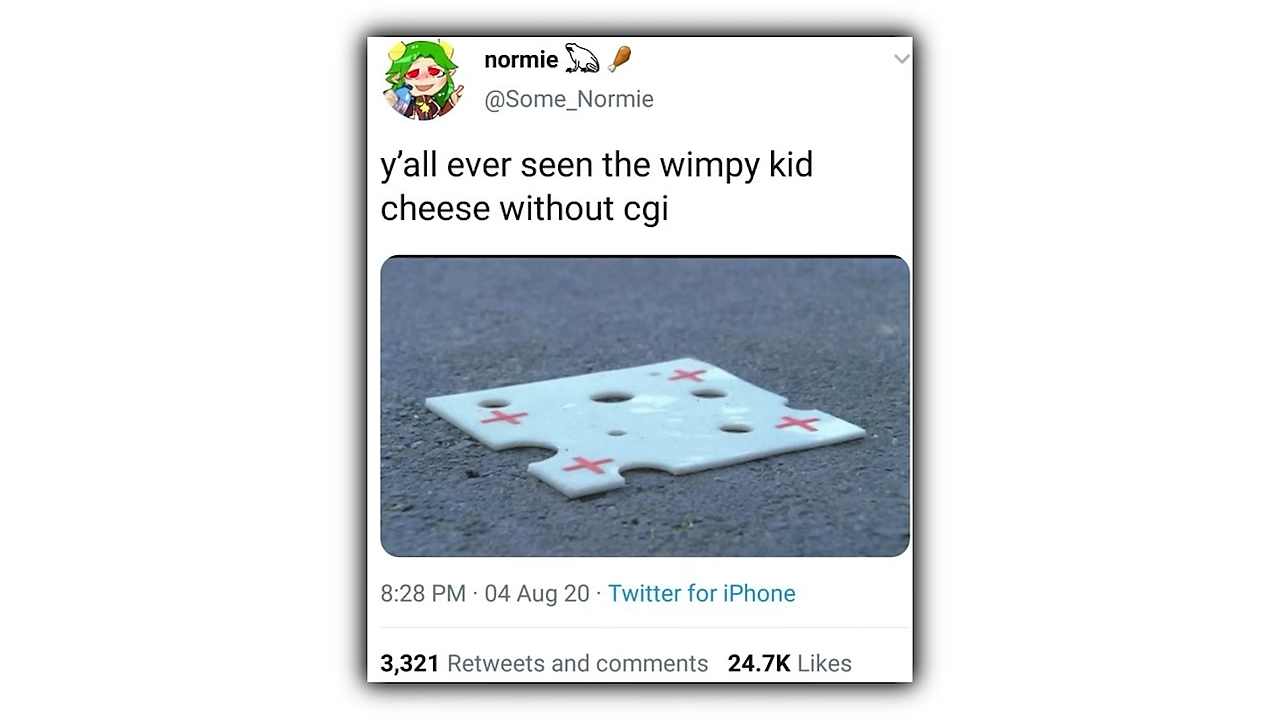 normie
@Some_Normie
y’all ever seen the wimpy kid
cheese without cgi
8:28 PM · 04 Aug 20 · Twitter for iPhone
3,321 Retweets and comments 24.7K Likes